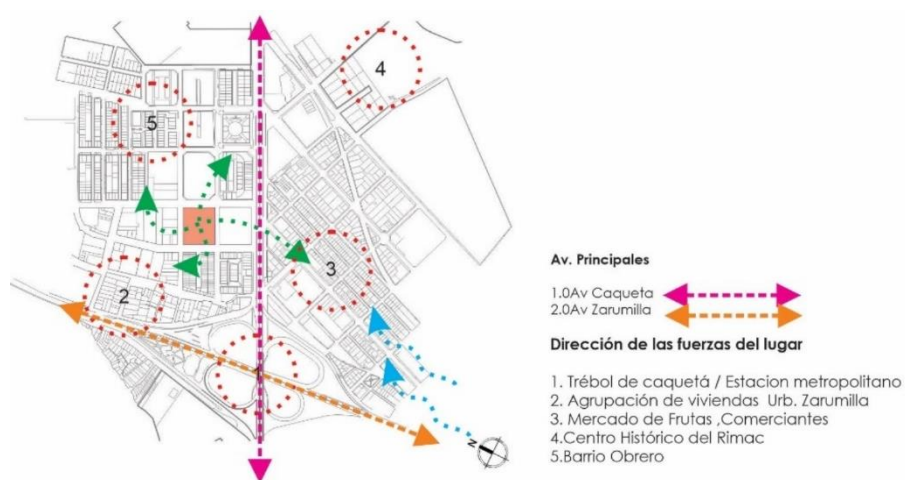 4
5
3
2
1
N
Av. Principales
1.0Av Caqueta
2.0Av Zarumilla
Dirección de las fuerzas del lugar
1. Trébol de caquetá / Estacion metropolitano
2. Agrupación de viviendas Urb. Zarumilla
3. Mercado de Frutas ,Comerciantes
4.Centro Histórico del Rimac
5.Barrio Obrero